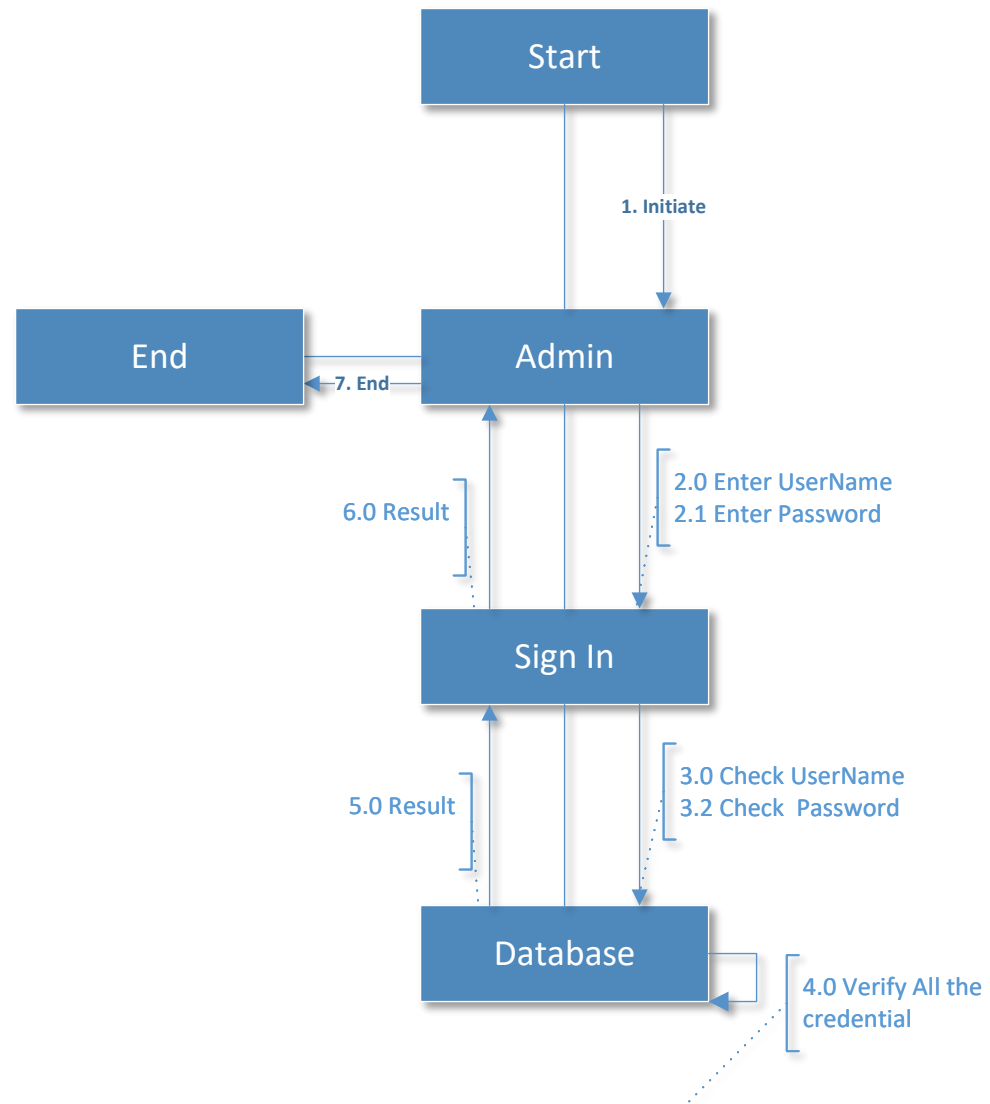 Start
1. Initiate
End
Admin
7. End
2.0 Enter UserName
2.1 Enter Password
6.0 Result
Sign In
3.0 Check UserName
3.2 Check  Password
5.0 Result
Database
4.0 Verify All the
credential